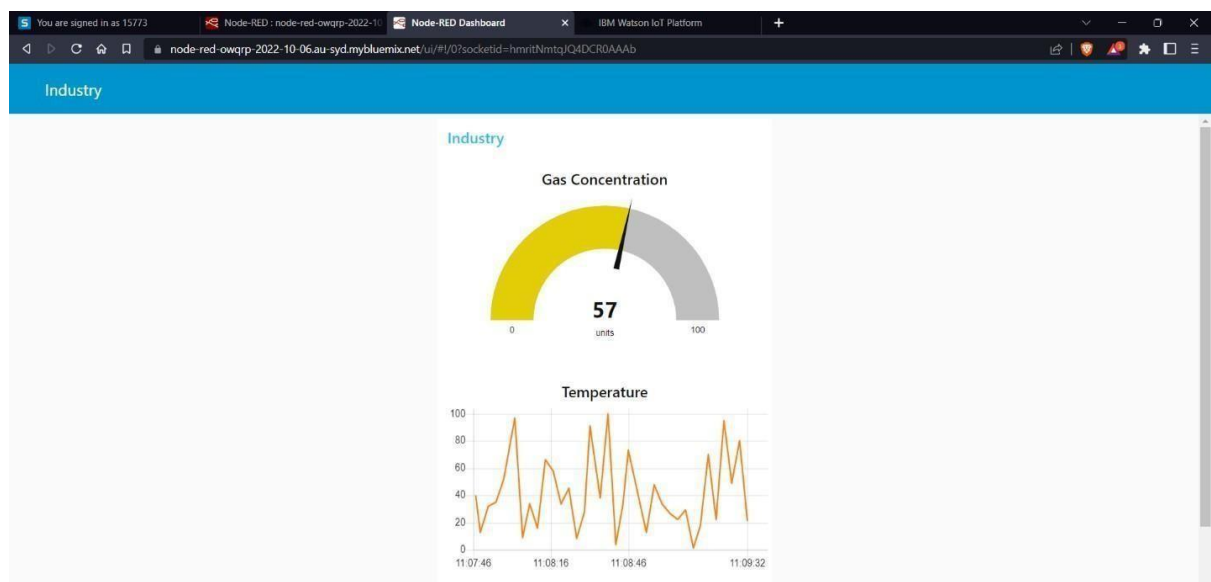 You are signed in as 15773
Node-RED : node-red-owqrp-2022-10
Node-RED Dashboard
IBM Watson IoT Platform
node-red-owqrp-2022-10-06.au-syd.mybluemix.net/ui/#!/0?socketid=hmritNmtqJQ4DCR0AAAb
Industry
Industry
Gas Concentration
57
0
units
100
Temperature
100
80
60
40
20
0
11:07:46
11:08:16
11:08:46
11:09:32